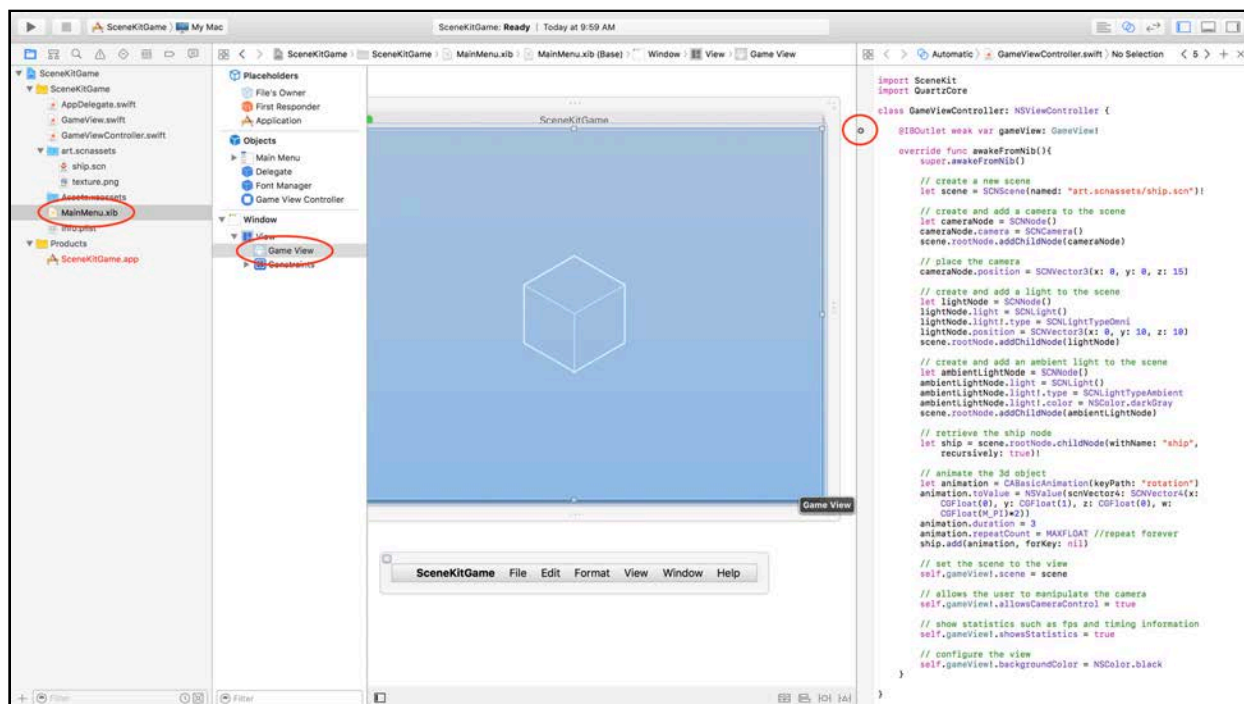 SceneKitGame
My Mac
SceneKitGame: Ready | Today at 9:59 AM
SceneKitGame
SceneKitGame
MainMenu.xib
MainMenu.xib (Base)
Window
View
Game View
Automatic
GameViewController.swift
No Selection
5
SceneKitGame
SceneKitGame
AppDelegate.swift
GameView.swift
GameViewController.swift
art.scnassets
ship.scn
texture.png
Assets.xcassets
MainMenu.xib
Info.plist
Products
SceneKitGame.app
Filter
Placeholders
File's Owner
First Responder
Application
Objects
Main Menu
Delegate
Font Manager
Game View Controller
Window
View
Game View
Constraints
Filter
SceneKitGame
Game View
SceneKitGame File Edit Format View Window Help
import SceneKit
import QuartzCore
class GameViewController: NSViewController {
@IBOutlet weak var gameView: GameView!
override func awakeFromNib(){
super.awakeFromNib()
// create a new scene
let scene = SCNScene(named: "art.scnassets/ship.scn")!
// create and add a camera to the scene
let cameraNode = SCNNode()
cameraNode.camera = SCNCamera()
scene.rootNode.addChildNode(cameraNode)
// place the camera
cameraNode.position = SCNVector3(x: 0, y: 0, z: 15)
// create and add a light to the scene
let lightNode = SCNNode()
lightNode.light = SCNLight()
lightNode.light!.type = SCNLightTypeOmni
lightNode.position = SCNVector3(x: 0, y: 10, z: 10)
scene.rootNode.addChildNode(lightNode)
// create and add an ambient light to the scene
let ambientLightNode = SCNNode()
ambientLightNode.light = SCNLight()
ambientLightNode.light!.type = SCNLightTypeAmbient
ambientLightNode.light!.color = NSColor.darkGray
scene.rootNode.addChildNode(ambientLightNode)
// retrieve the ship node
let ship = scene.rootNode.childNode(withName: "ship",
recursively: true)!
// animate the 3d object
let animation = CABasicAnimation(keyPath: "rotation")
animation.toValue = NSValue(scnVector4: SCNVector4(x:
CGFloat(0), y: CGFloat(1), z: CGFloat(0), w:
CGFloat(M_PI)*2))
animation.duration = 3
animation.repeatCount = MAXFLOAT //repeat forever
ship.add(animation, forKey: nil)
// set the scene to the view
self.gameView!.scene = scene
// allows the user to manipulate the camera
self.gameView!.allowsCameraControl = true
// show statistics such as fps and timing information
self.gameView!.showsStatistics = true
// configure the view
self.gameView!.backgroundColor = NSColor.black
}
}